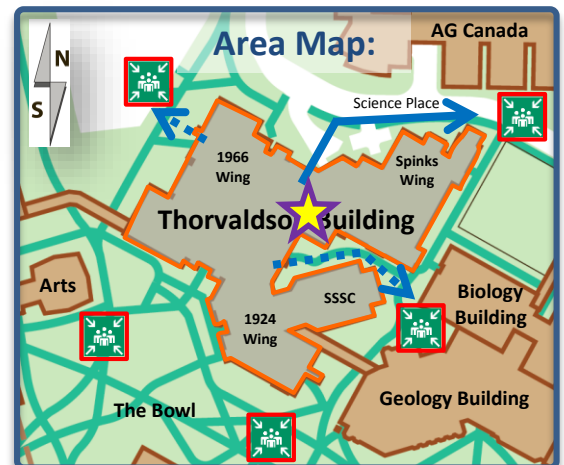 Area Map:
AG Canada
N
S
Science Place
1966
Wing
Spinks
Wing
Thorvaldson Building
Arts
SSSC
Biology
Building
1924
Wing
Geology Building
The Bowl